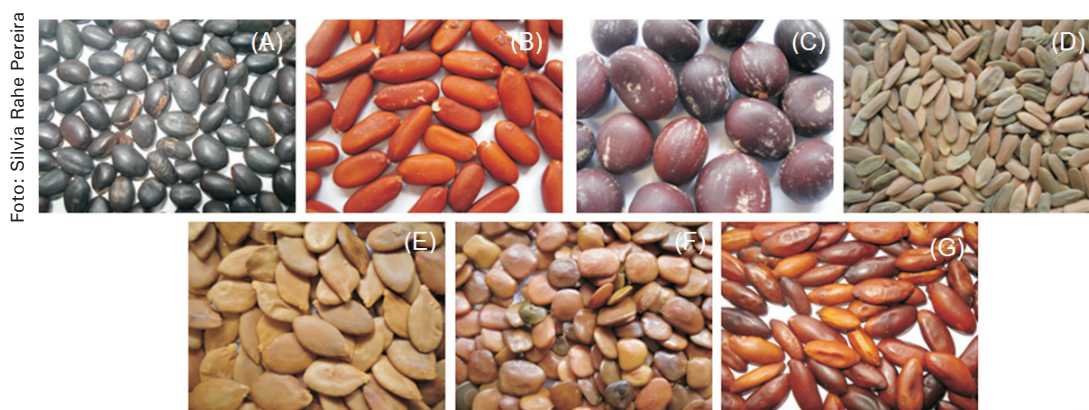 Foto: Silvia Rahe Pereira
(A)
(B)
(C)
(D)
(E)
(F)
(G)